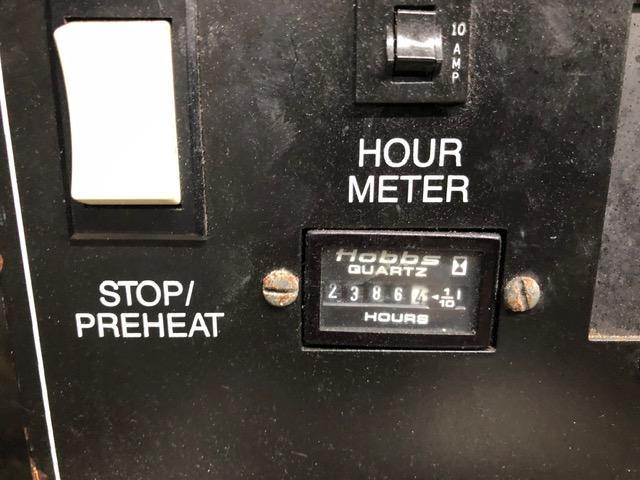 10
AMP
HOUR
METER
Hobbs
QUARTZ
2 3 8 6 4 1/10
HOURS
STOP/
PREHEAT